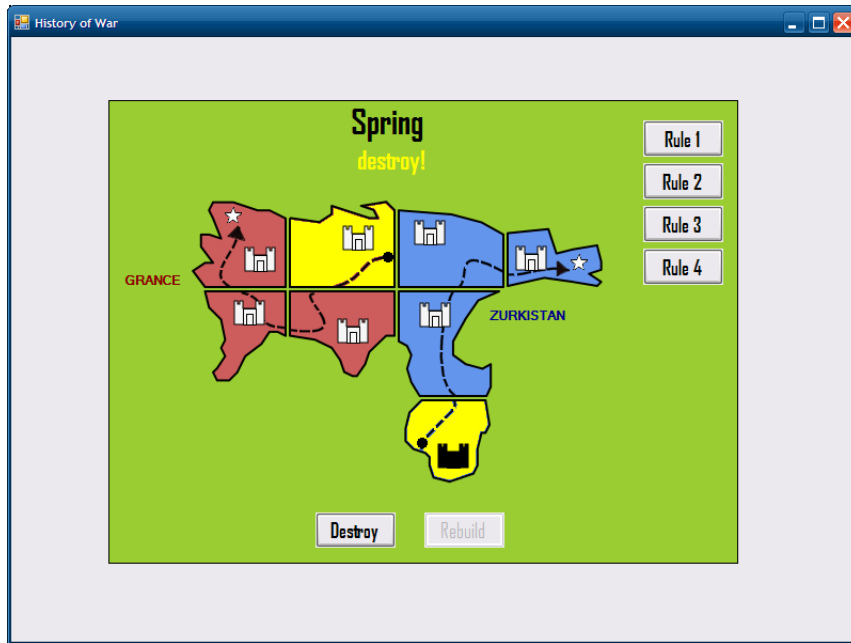 History of War
Spring
destroy!
Rule 1
Rule 2
Rule 3
Rule 4
GRANCE
ZURKISTAN
Destroy
Rebuild